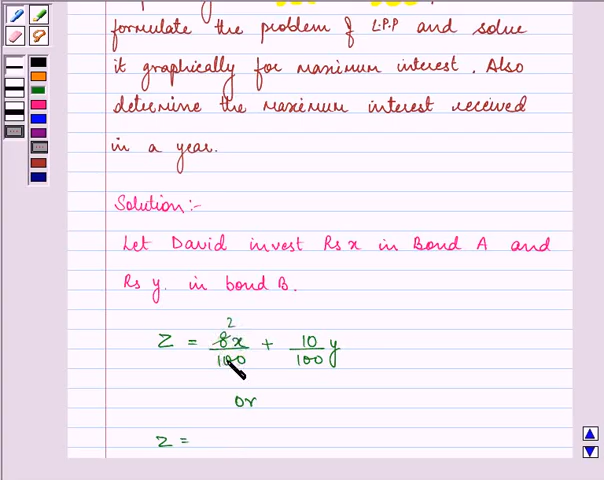 formulate the problem of L.P.P and solve
it graphically for maximum interest. Also
determine the maximum interest received
in a year.
Solution:-
Let David invest Rs x in Bond A and
Rs y. in bond B.
2
Z = 8x/100 + 10/100 y
or
Z =